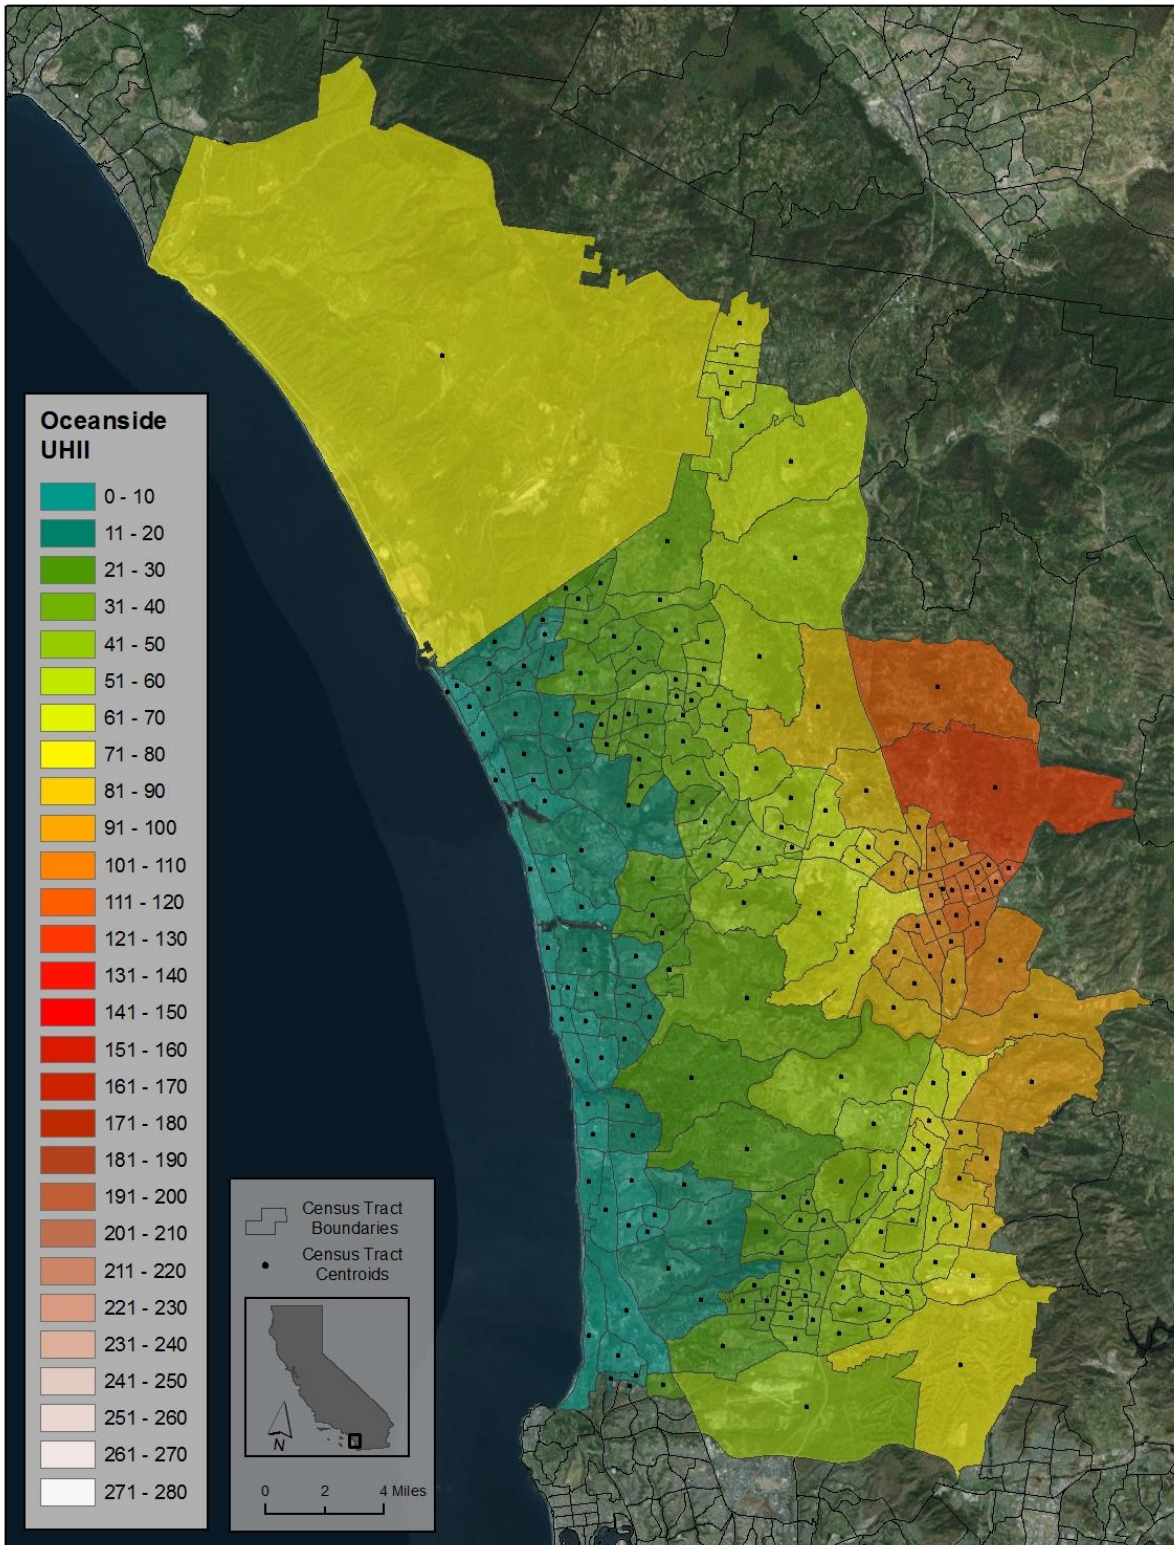 Oceanside
UHII
0 - 10
11 - 20
21 - 30
31 - 40
41 - 50
51 - 60
61 - 70
71 - 80
81 - 90
91 - 100
101 - 110
111 - 120
121 - 130
131 - 140
141 - 150
151 - 160
161 - 170
171 - 180
181 - 190
191 - 200
201 - 210
211 - 220
221 - 230
231 - 240
241 - 250
251 - 260
261 - 270
271 - 280
Census Tract
Boundaries
Census Tract
Centroids
N
0 2 4 Miles